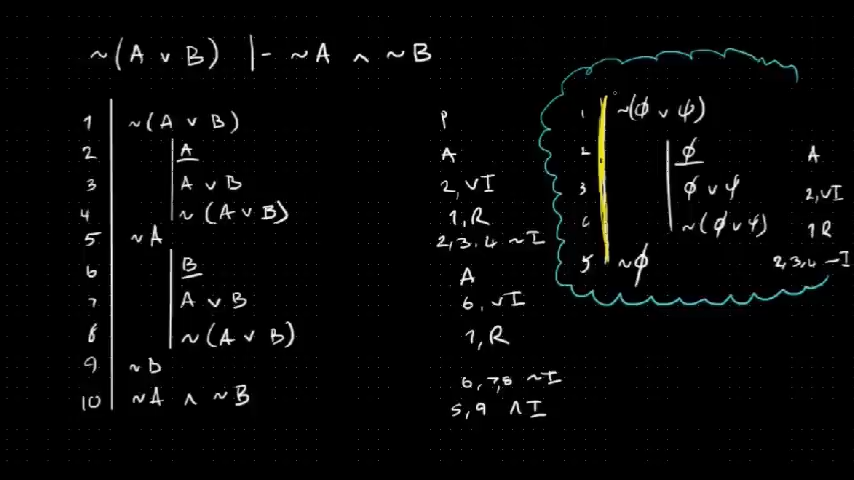 ~(A ∨ B) |- ~A ∧ ~B
1 ~(A ∨ B) P
2 A A
3 A ∨ B 2, ∨I
4 ~(A ∨ B) 1, R
5 ~A 2, 3, 4 ~I
6 B A
7 A ∨ B 6, ∨I
8 ~(A ∨ B) 1, R
9 ~B 6, 7, 8 ~I
10 ~A ∧ ~B 5, 9 ∧I
1 ~(φ ∨ ψ)
2 φ A
3 φ ∨ ψ 2, ∨I
4 ~(φ ∨ ψ) 1R
5 ~φ 2, 3, 4 ~I